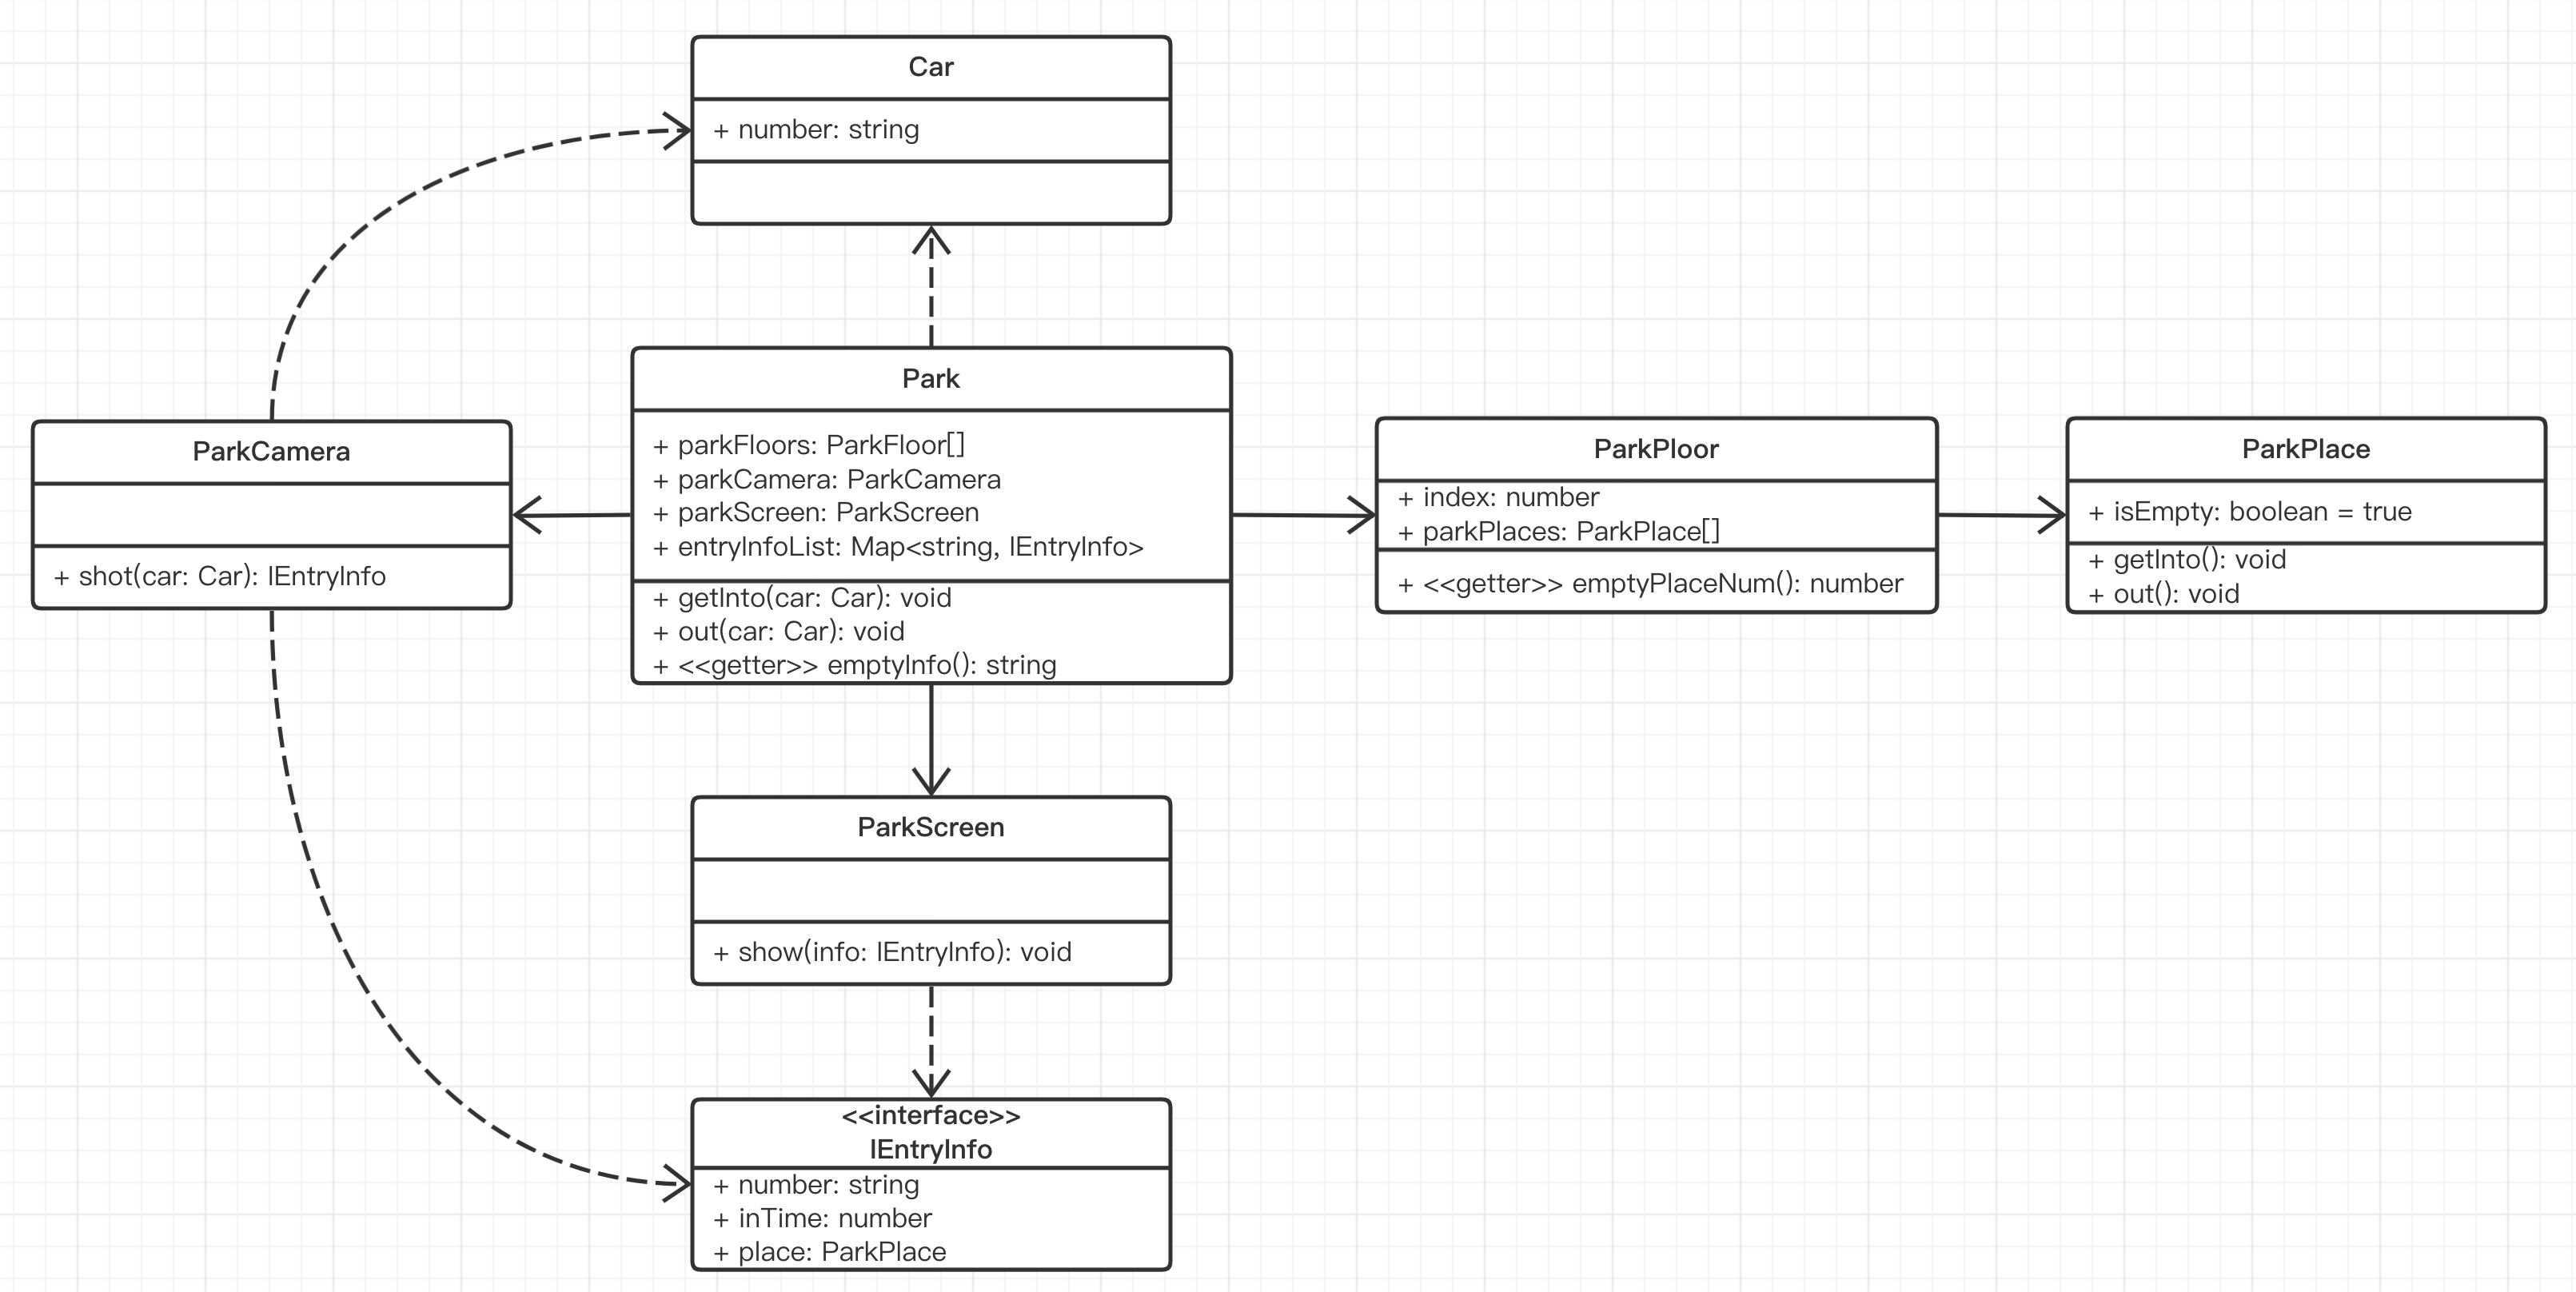 Car
+ number: string
Park
+ parkFloors: ParkFloor[]
+ parkCamera: ParkCamera
+ parkScreen: ParkScreen
+ entryInfoList: Map<string, IEntryInfo>
+ getInto(car: Car): void
+ out(car: Car): void
+ <<getter>> emptyInfo(): string
ParkCamera
+ shot(car: Car): IEntryInfo
ParkPloor
+ index: number
+ parkPlaces: ParkPlace[]
+ <<getter>> emptyPlaceNum(): number
ParkPlace
+ isEmpty: boolean = true
+ getInto(): void
+ out(): void
ParkScreen
+ show(info: IEntryInfo): void
<<interface>>
IEntryInfo
+ number: string
+ inTime: number
+ place: ParkPlace